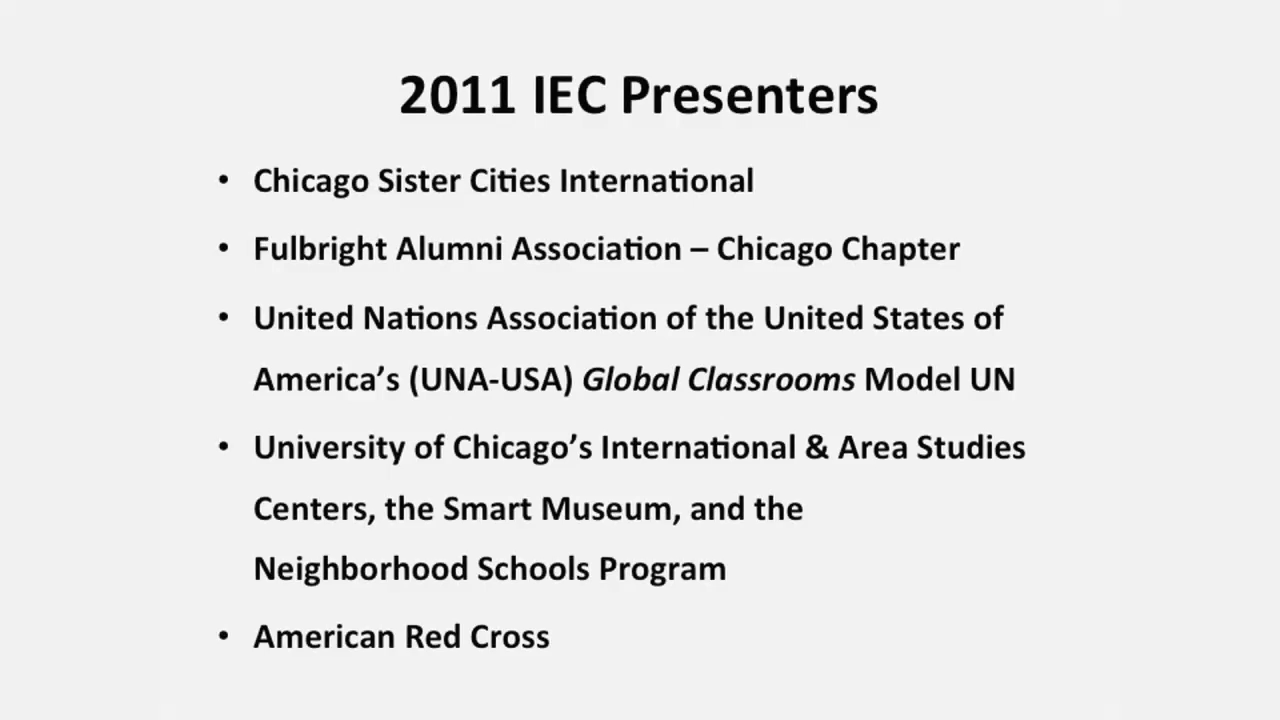 2011 IEC Presenters
• Chicago Sister Cities International
• Fulbright Alumni Association – Chicago Chapter
• United Nations Association of the United States of
America’s (UNA-USA) Global Classrooms Model UN
• University of Chicago’s International & Area Studies
Centers, the Smart Museum, and the
Neighborhood Schools Program
• American Red Cross